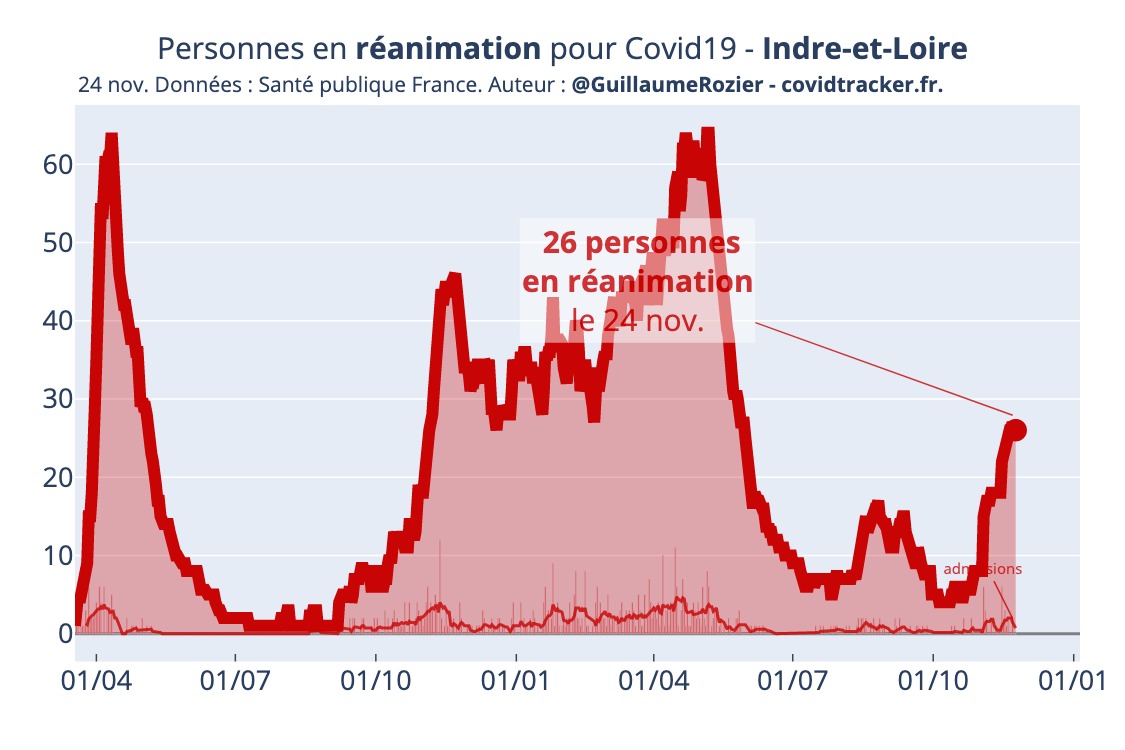 Personnes en réanimation pour Covid19 - Indre-et-Loire
24 nov. Données : Santé publique France. Auteur : @GuillaumeRozier - covidtracker.fr.
60
50
40
30
20
10
0
26 personnes
en réanimation
le 24 nov.
admissions
01/04 01/07 01/10 01/01 01/04 01/07 01/10 01/01